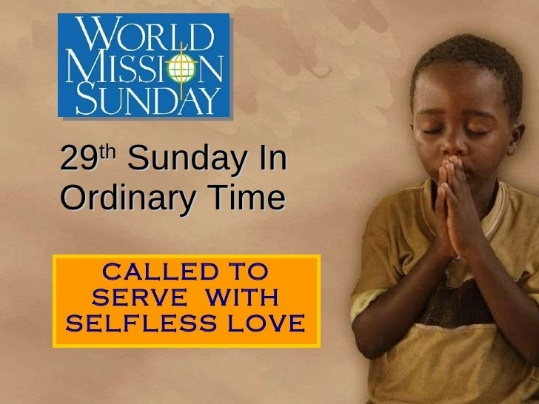 WORLD
MISSION
SUNDAY
29th Sunday In
Ordinary Time
CALLED TO
SERVE WITH
SELFLESS LOVE